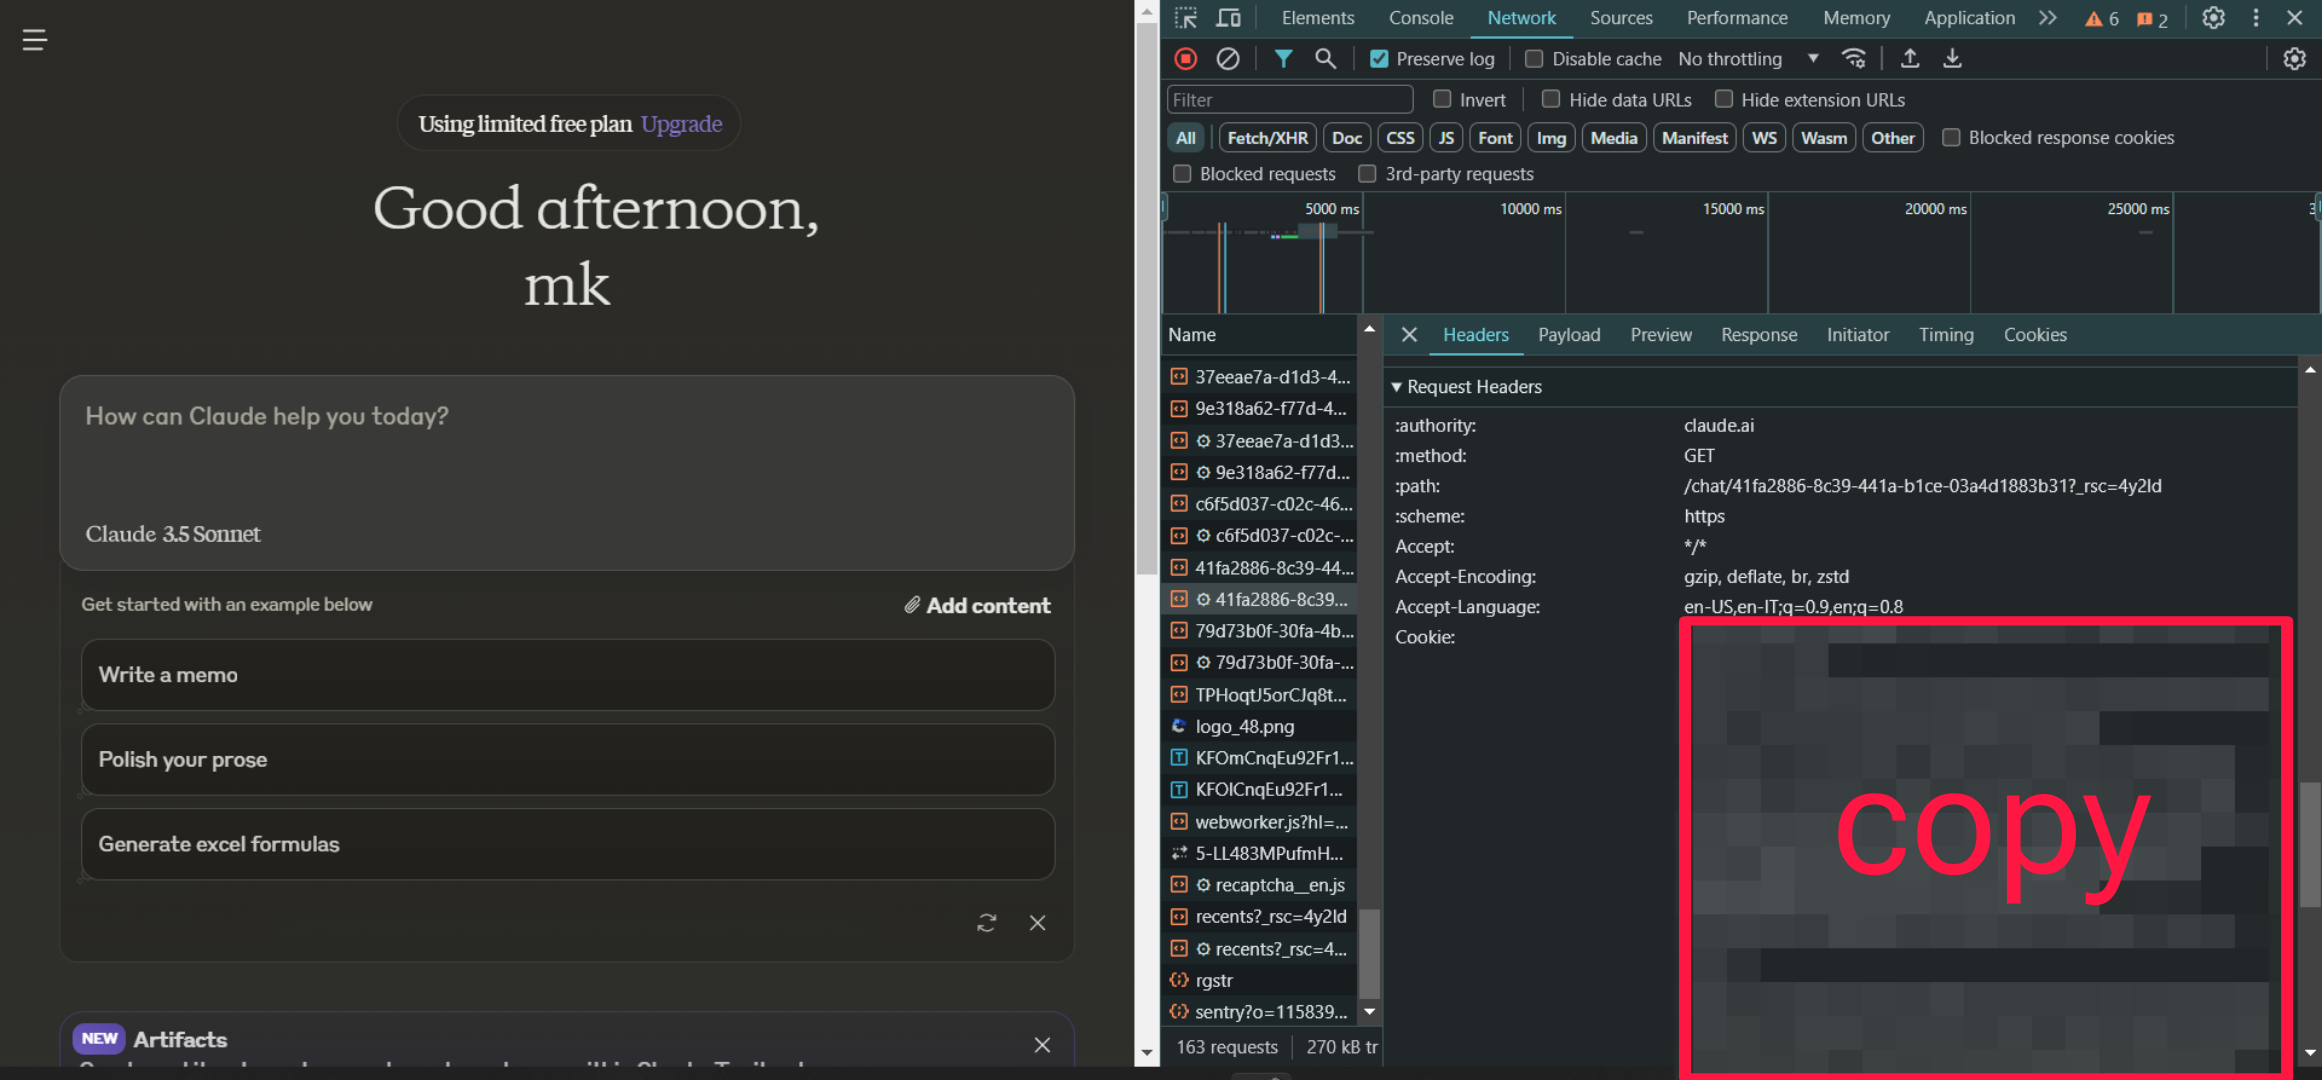 Using limited free plan Upgrade
Good afternoon,
mk
How can Claude help you today?
Claude 3.5 Sonnet
Get started with an example below
Add content
Write a memo
Polish your prose
Generate excel formulas
NEW Artifacts
Elements Console Network Sources Performance Memory Application 6 2
Preserve log Disable cache No throttling
Filter Invert Hide data URLs Hide extension URLs
All Fetch/XHR Doc CSS JS Font Img Media Manifest WS Wasm Other Blocked response cookies
Blocked requests 3rd-party requests
5000 ms 10000 ms 15000 ms 20000 ms 25000 ms
Name
37eeae7a-d1d3-4...
9e318a62-f77d-4...
37eeae7a-d1d3...
9e318a62-f77d...
c6f5d037-c02c-46...
c6f5d037-c02c-...
41fa2886-8c39-44...
41fa2886-8c39...
79d73b0f-30fa-4b...
79d73b0f-30fa-...
TPHoqtJ5orCJq8t...
logo_48.png
KFOmCnqEu92Fr1...
KFOlCnqEu92Fr1...
webworker.js?hl=...
5-LL483MPufmH...
recaptcha__en.js
recents?_rsc=4y2ld
recents?_rsc=4...
rgstr
sentry?o=115839...
163 requests 270 kB tr
Headers Payload Preview Response Initiator Timing Cookies
Request Headers
:authority: claude.ai
:method: GET
:path: /chat/41fa2886-8c39-441a-b1ce-03a4d1883b31?_rsc=4y2ld
:scheme: https
Accept: */*
Accept-Encoding: gzip, deflate, br, zstd
Accept-Language: en-US,en-IT;q=0.9,en;q=0.8
Cookie:
copy